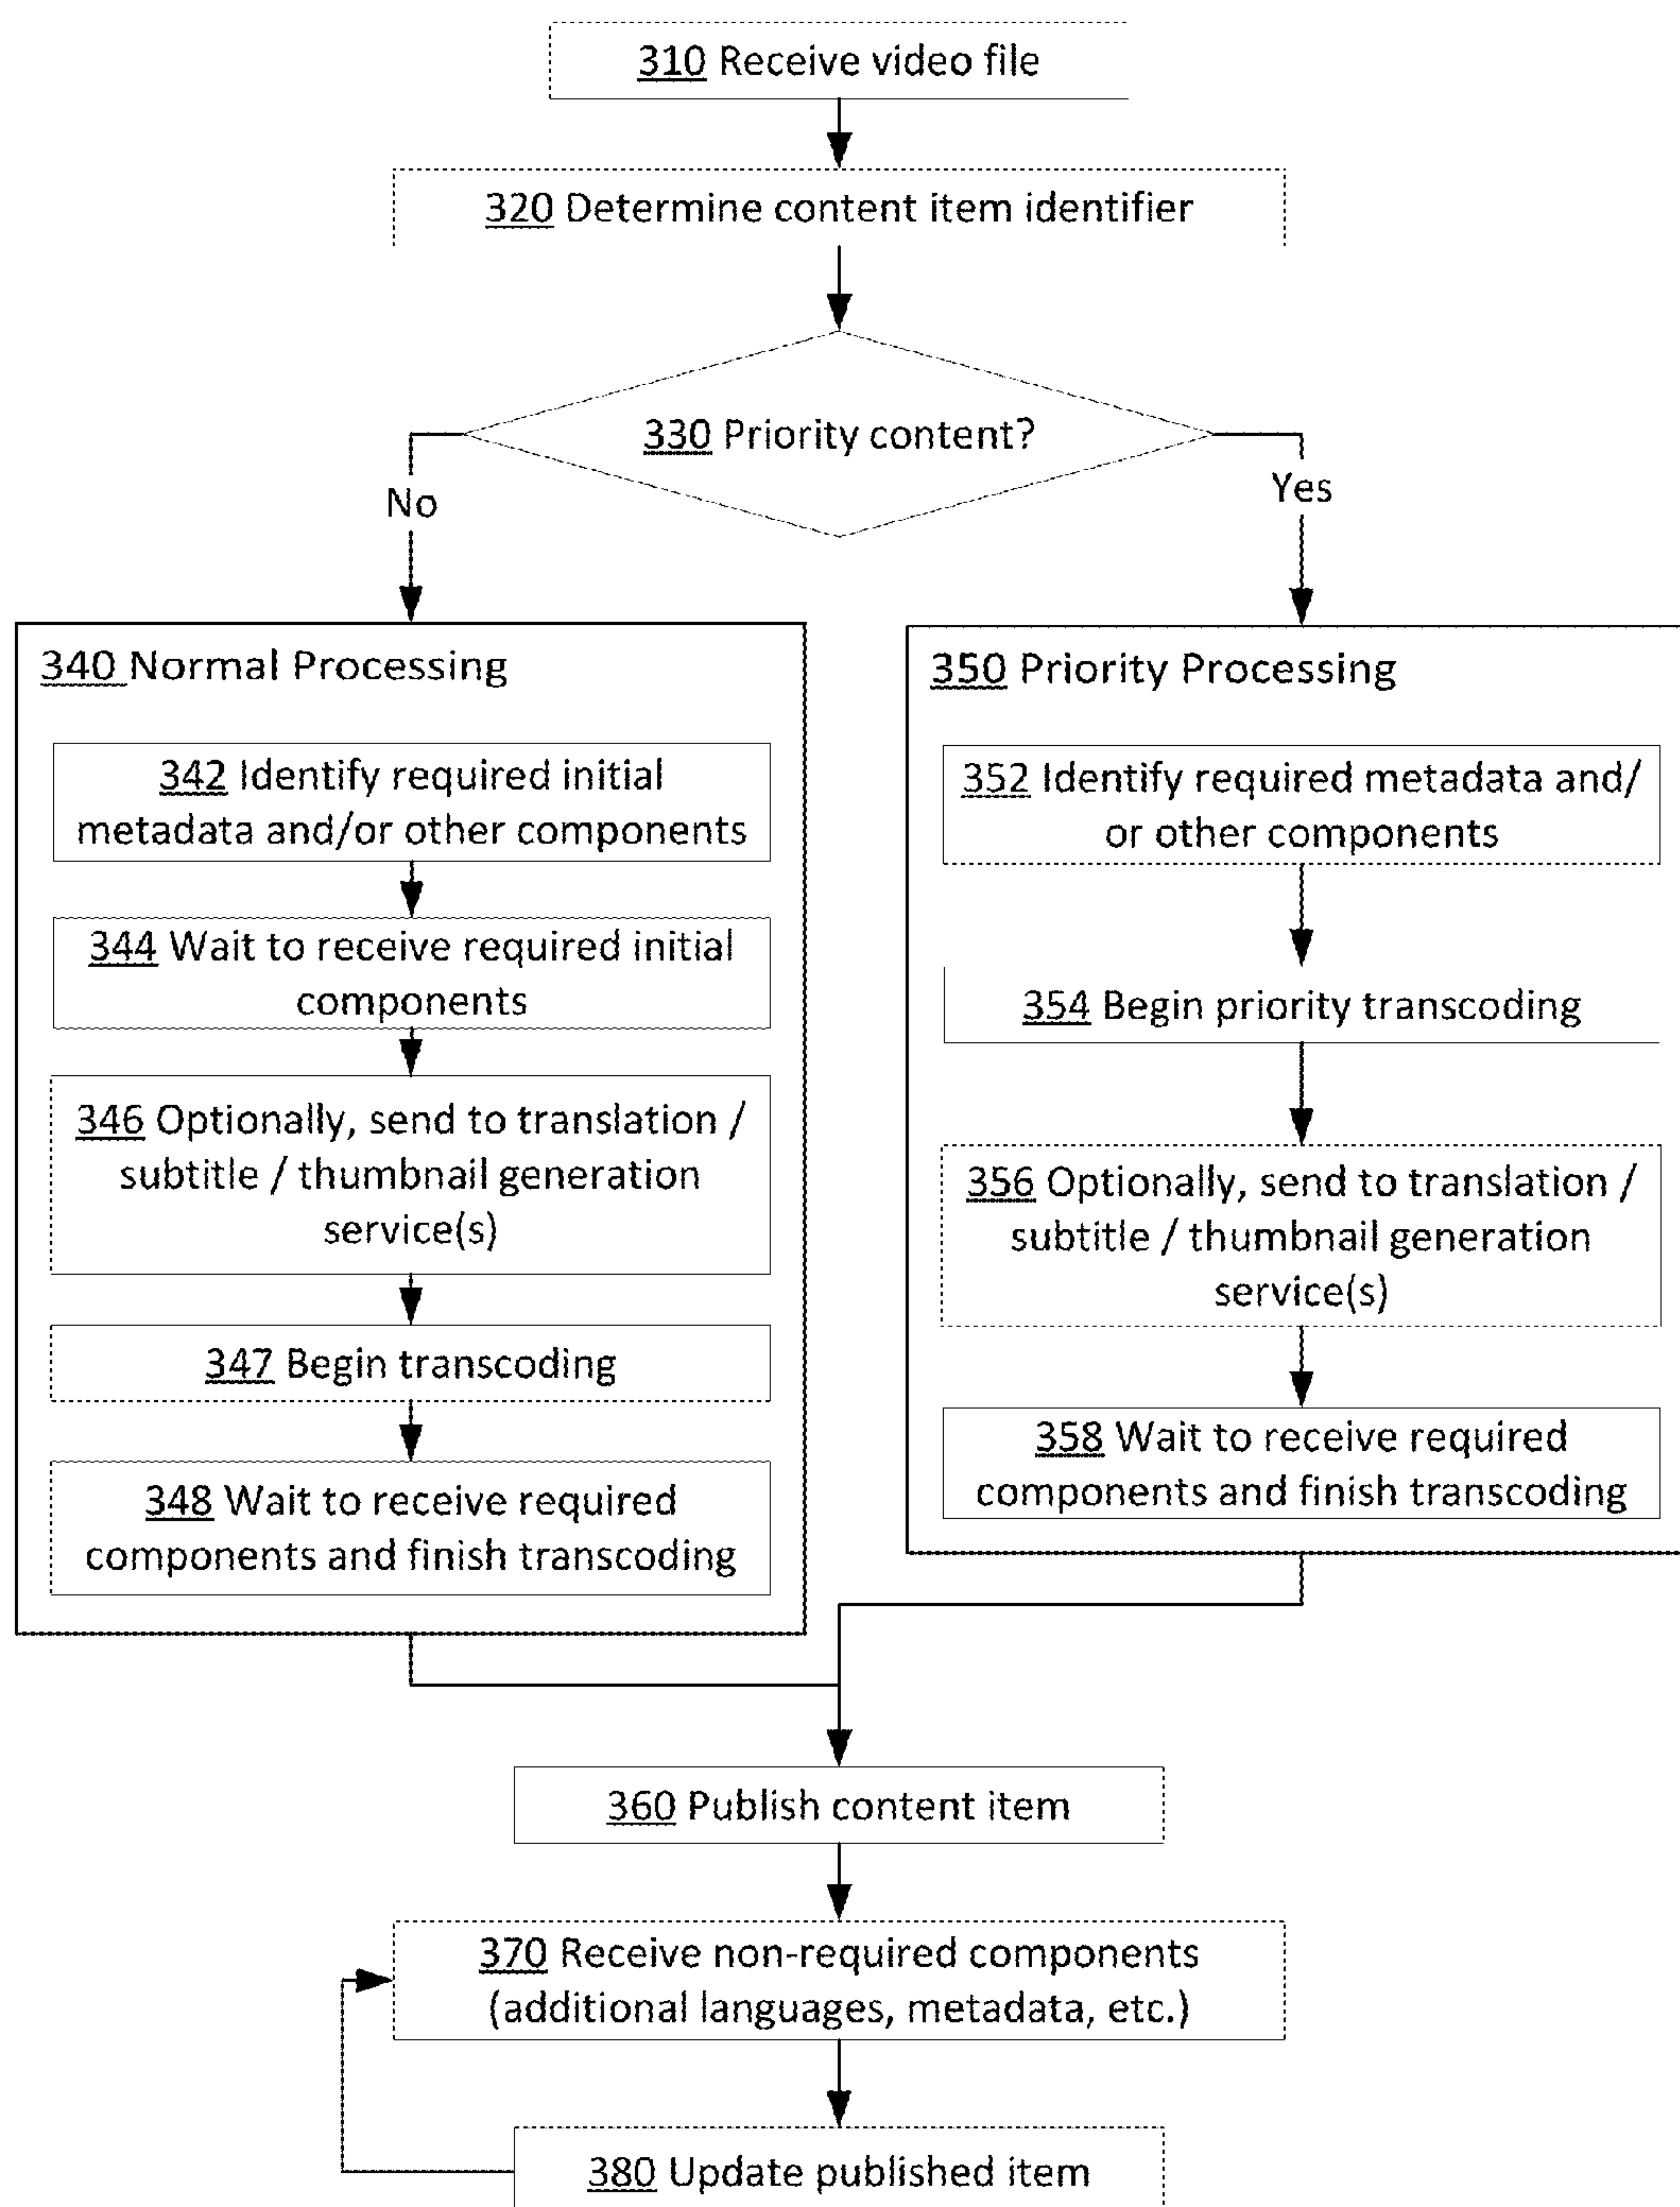 310 Receive video file
320 Determine content item identifier
330 Priority content?
No
Yes
340 Normal Processing
342 Identify required initial
metadata and/or other components
344 Wait to receive required initial
components
346 Optionally, send to translation /
subtitle / thumbnail generation
service(s)
347 Begin transcoding
348 Wait to receive required
components and finish transcoding
350 Priority Processing
352 Identify required metadata and/
or other components
354 Begin priority transcoding
356 Optionally, send to translation /
subtitle / thumbnail generation
service(s)
358 Wait to receive required
components and finish transcoding
360 Publish content item
370 Receive non-required components
(additional languages, metadata, etc.)
380 Update published item